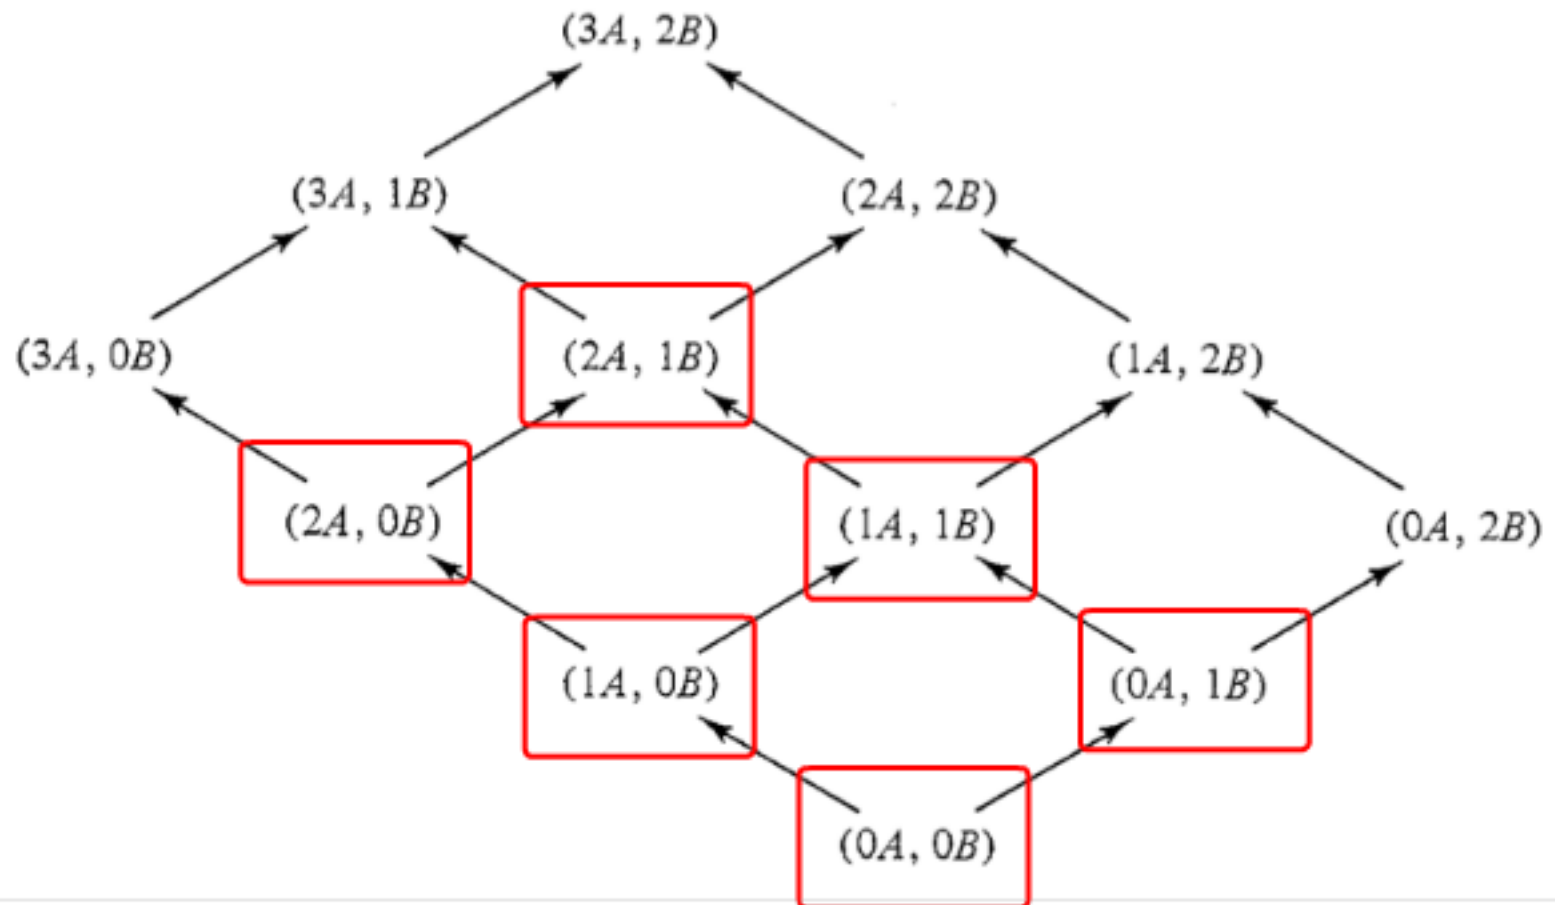 (3A, 2B)
(3A, 1B) (2A, 2B)
(3A, 0B) (2A, 1B) (1A, 2B)
(2A, 0B) (1A, 1B) (0A, 2B)
(1A, 0B) (0A, 1B)
(0A, 0B)